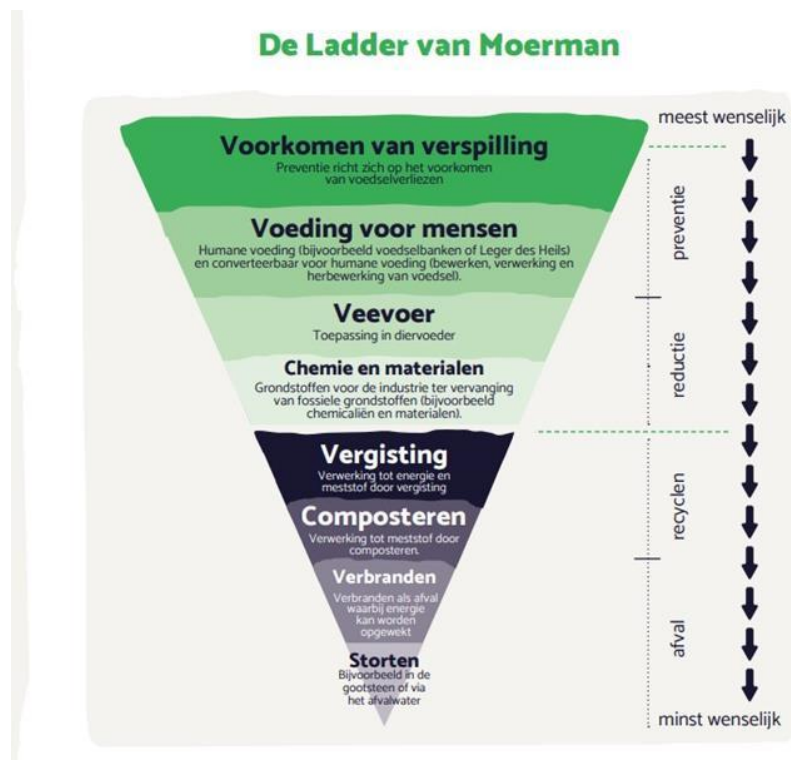 De Ladder van Moerman
meest wenselijk
Voorkomen van verspilling
Preventie richt zich op het voorkomen
van voedselverliezen
Voeding voor mensen
Humane voeding (bijvoorbeeld voedselbanken of Leger des Heils)
en converteerbaar voor humane voeding (bewerken, verwerking en
herbewerking van voedsel).
preventie
Veevoer
Toepassing in diervoeder
Chemie en materialen
Grondstoffen voor de industrie ter vervanging
van fossiele grondstoffen (bijvoorbeeld
chemicaliën en materialen).
reductie
Vergisting
Verwerking tot energie en
meststof door vergisting
Composteren
Verwerking tot meststof door
composteren.
recyclen
Verbranden
Verbranden als afval
waarbij energie
kan worden
opgewekt
Storten
Bijvoorbeeld in de
gootsteen of via
het afvalwater
afval
minst wenselijk